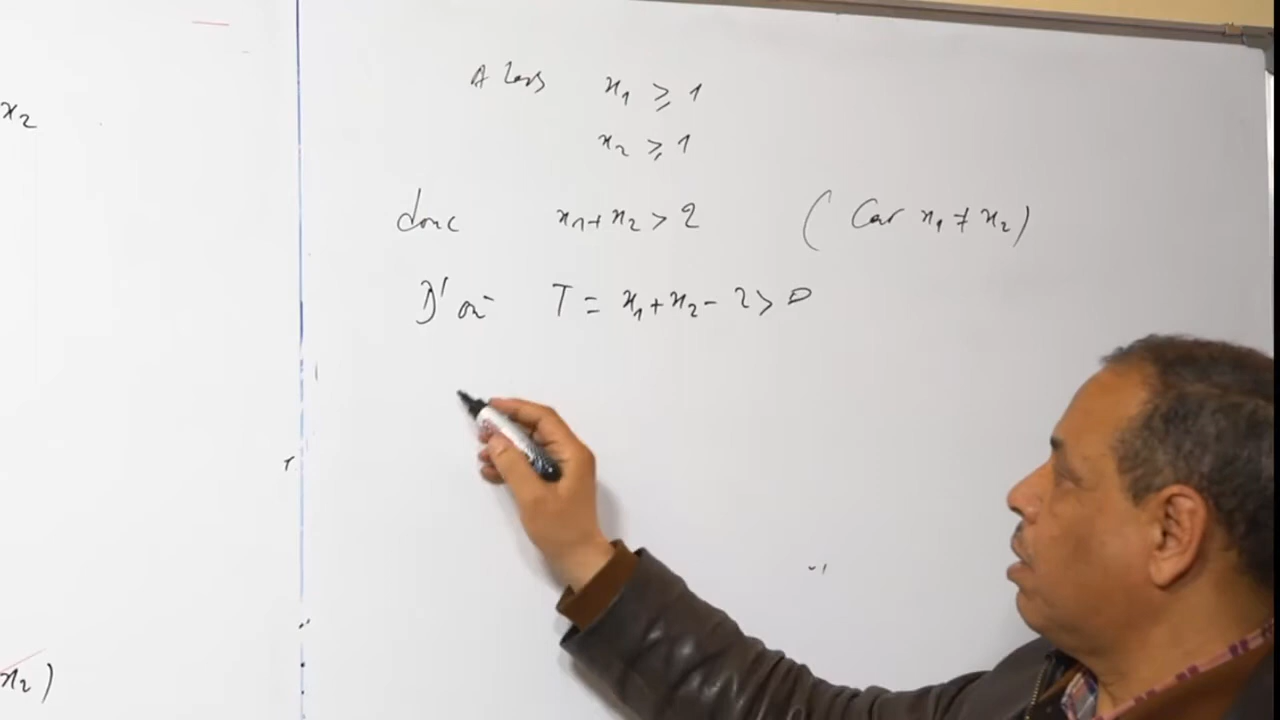 x₂
Alors x₁ ⩾ 1
x₂ ⩾ 1
donc x₁+x₂ > 2 (Car x₁ ≠ x₂)
D'où T = x₁+x₂-2 > 0
x₂)